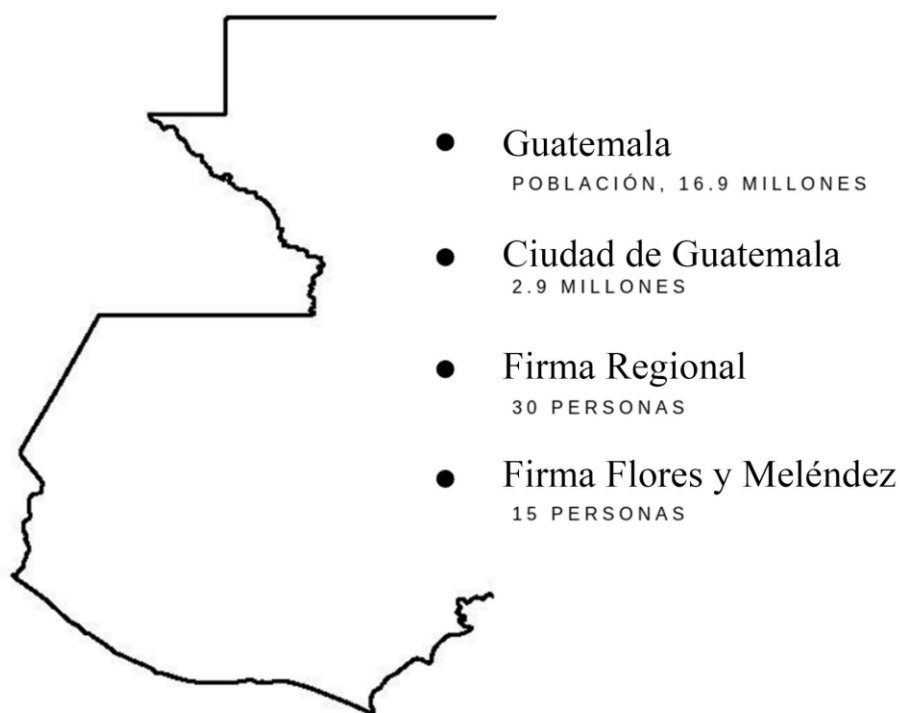 Guatemala
POBLACIÓN, 16.9 MILLONES
Ciudad de Guatemala
2.9 MILLONES
Firma Regional
30 PERSONAS
Firma Flores y Meléndez
15 PERSONAS